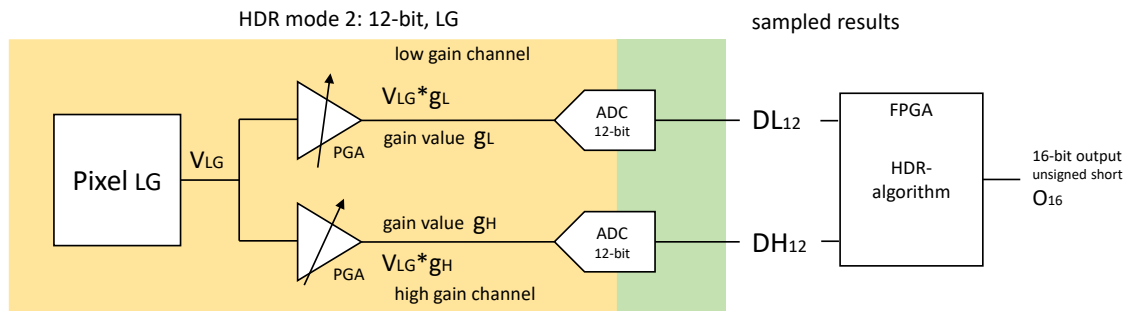 HDR mode 2: 12-bit, LG
sampled results
low gain channel
VLG*gL
ADC
12-bit
DL12
FPGA
gain value gL
PGA
VLG
Pixel LG
HDR-
algorithm
16-bit output
unsigned short
O16
gain value gH
ADC
12-bit
DH12
PGA
VLG*gH
high gain channel